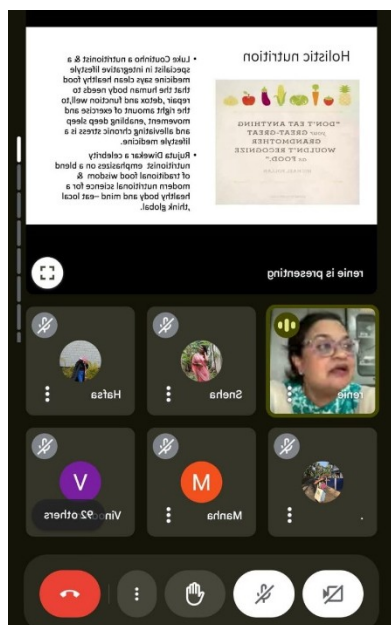 Holistic nutrition
"DON'T EAT ANYTHING
your GREAT-GREAT
GRANDMOTHER
WOULDN'T RECOGNIZE
as FOOD."
MICHAEL POLLAN
• Luke Coutinho a nutritionist & a
specialist in integrative lifestyle
medicine says clean healthy food
that the human body needs to
repair, detox and function well,to
the right amount of exercise and
movement, enabling deep sleep
and alleviating chronic stress is a
lifestyle medicine.
• Rujuta Diwekar a celebrity
nutritionist emphasizes on a blend
of traditional food wisdom &
modern nutritional science for a
healthy body and mind –eat local
,think global.
renie is presenting
renie
Sneha
Hafsa
.
M
Manha
V
92 others